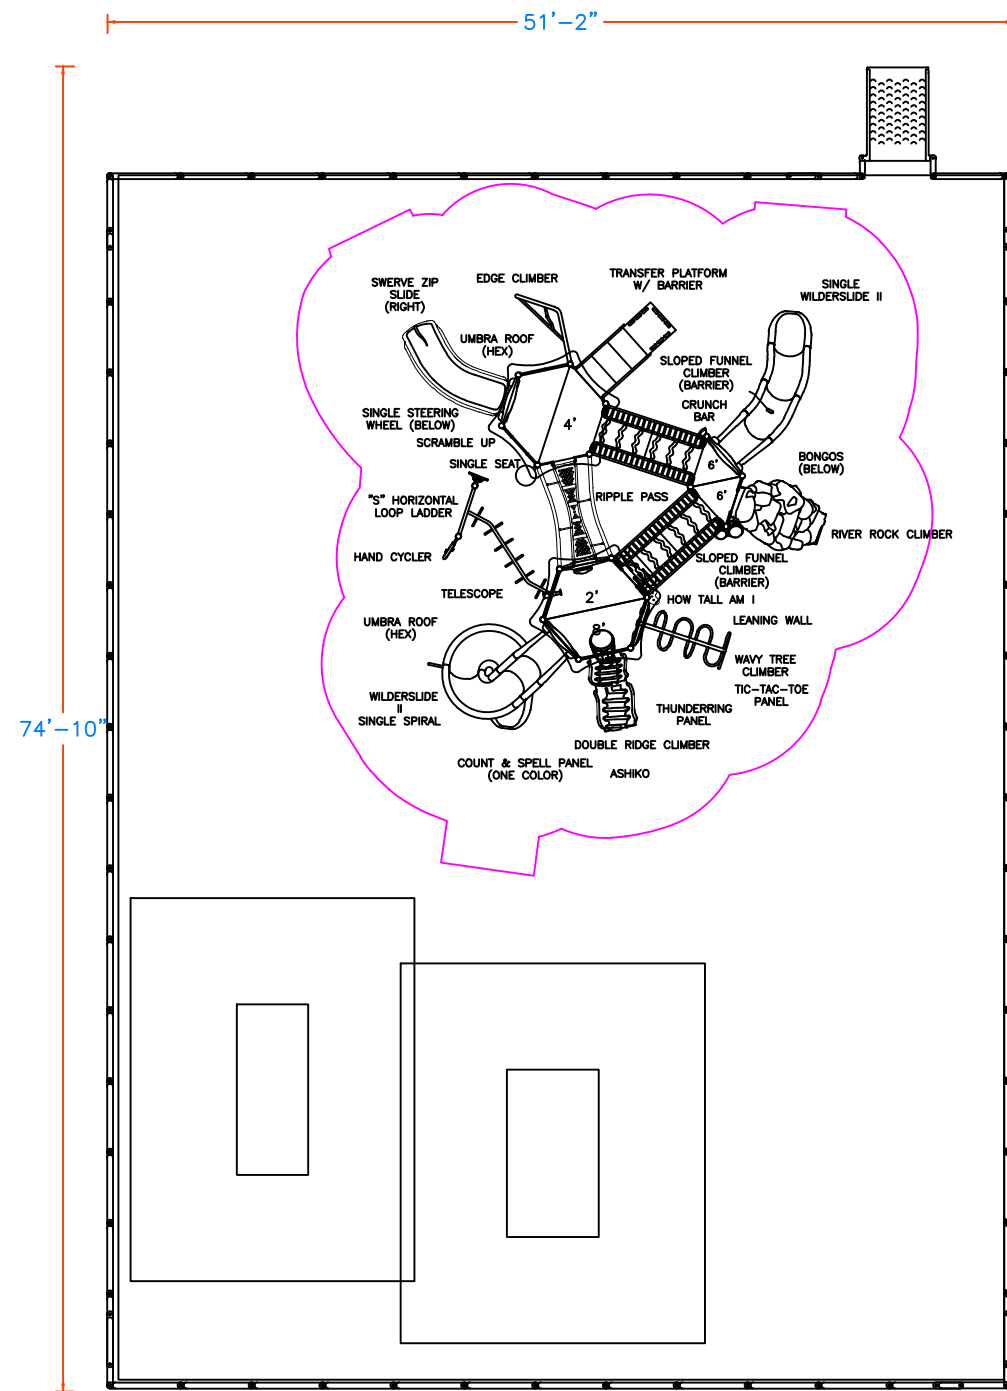 51'-2"
EDGE CLIMBER
TRANSFER PLATFORM
W/ BARRIER
SWERVE ZIP
SLIDE
(RIGHT)
SINGLE
WILDERSLIDE II
UMBRA ROOF
(HEX)
SLOPED FUNNEL
CLIMBER
(BARRIER)
CRUNCH
BAR
SINGLE STEERING
WHEEL (BELOW)
4'
SCRAMBLE UP
SINGLE SEAT
6'
6'
BONGOS
(BELOW)
"S" HORIZONTAL
LOOP LADDER
RIPPLE PASS
RIVER ROCK CLIMBER
HAND CYCLER
SLOPED FUNNEL
CLIMBER
(BARRIER)
TELESCOPE
2'
HOW TALL AM I
LEANING WALL
UMBRA ROOF
(HEX)
WAVY TREE
CLIMBER
TIC-TAC-TOE
PANEL
WILDERSLIDE
II
SINGLE SPIRAL
THUNDERRING
PANEL
74'-10"
DOUBLE RIDGE CLIMBER
COUNT & SPELL PANEL
(ONE COLOR)
ASHIKO